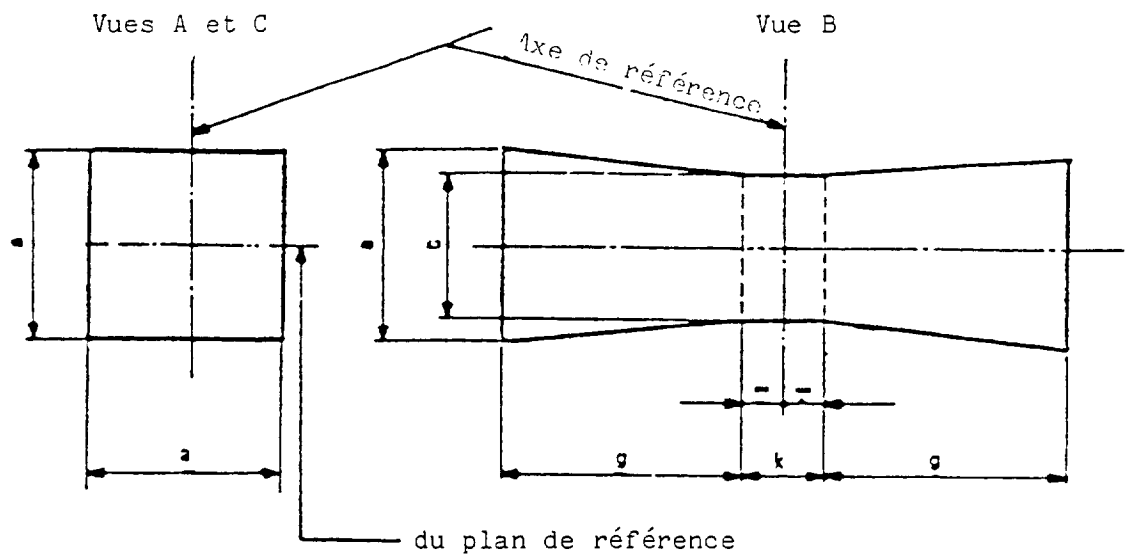 Vues A et C
Vue B
Axe de référence
a
a
C
l
l
a
g
k
g
du plan de référence